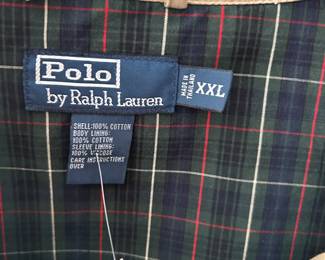 Polo
by Ralph Lauren
MADE IN
THAILAND
XXL
SHELL:100% COTTON
BODY LINING:
100% COTTON
SLEEVE LINING:
100% VISCOSE
CARE INSTRUCTIONS
OVER